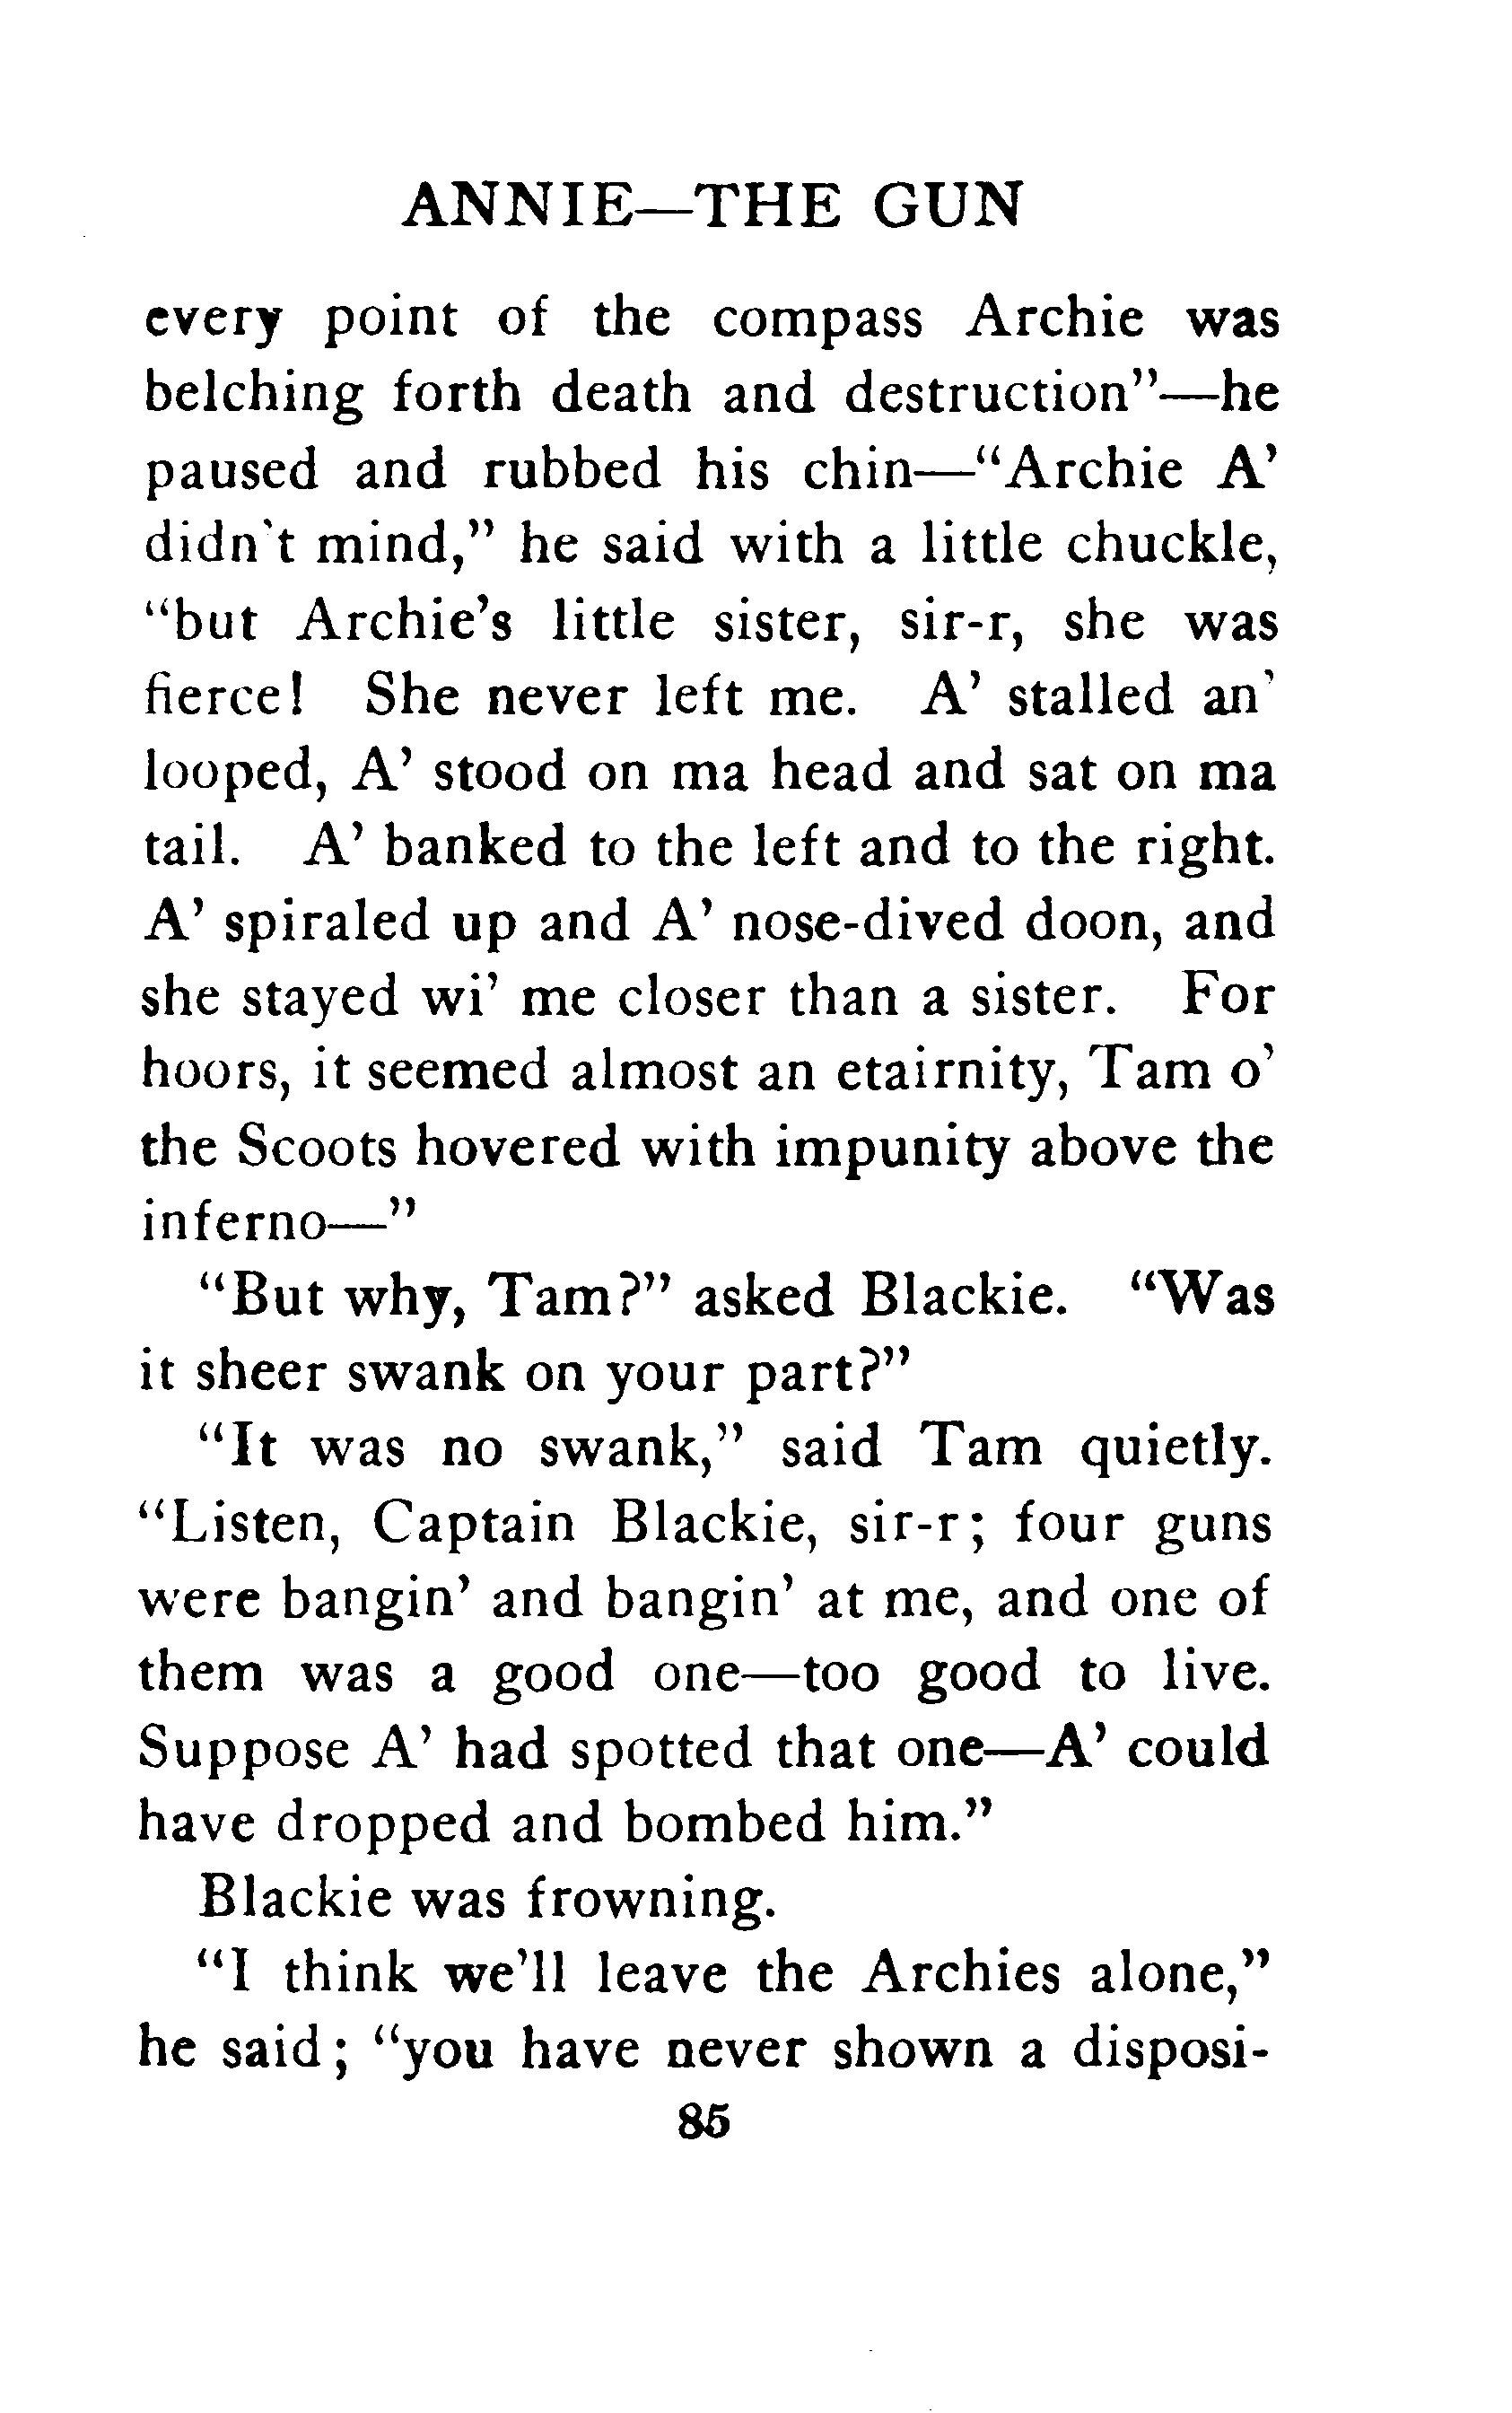 ANNIE—THE GUN
every point of the compass Archie was
belching forth death and destruction”—he
paused and rubbed his chin—“Archie A’
didn't mind,” he said with a little chuckle,
“but Archie’s little sister, sir-r, she was
fierce! She never left me. A’ stalled an’
looped, A’ stood on ma head and sat on ma
tail. A’ banked to the left and to the right.
A’ spiraled up and A’ nose-dived doon, and
she stayed wi’ me closer than a sister. For
hoors, it seemed almost an etairnity, Tam o’
the Scoots hovered with impunity above the
inferno—”
“But why, Tam?” asked Blackie. “Was
it sheer swank on your part?”
“It was no swank,” said Tam quietly.
“Listen, Captain Blackie, sir-r; four guns
were bangin’ and bangin’ at me, and one of
them was a good one—too good to live.
Suppose A’ had spotted that one—A’ could
have dropped and bombed him.”
Blackie was frowning.
“I think we’ll leave the Archies alone,”
he said; “you have never shown a disposi-
85